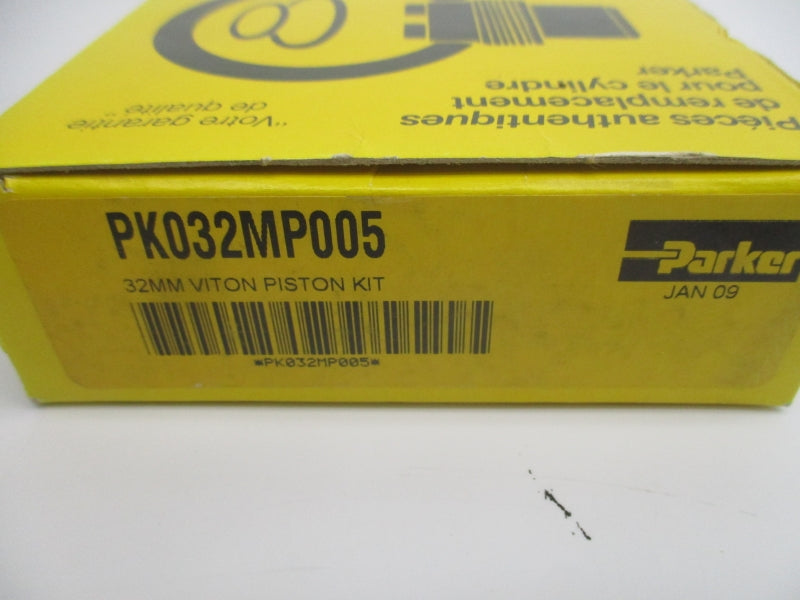 Pièces authentiques
de remplacement
pour le cylindre
Parker
"Votre garantie
de qualité"
PK032MP005
32MM VITON PISTON KIT
*PK032MP005*
Parker
JAN 09